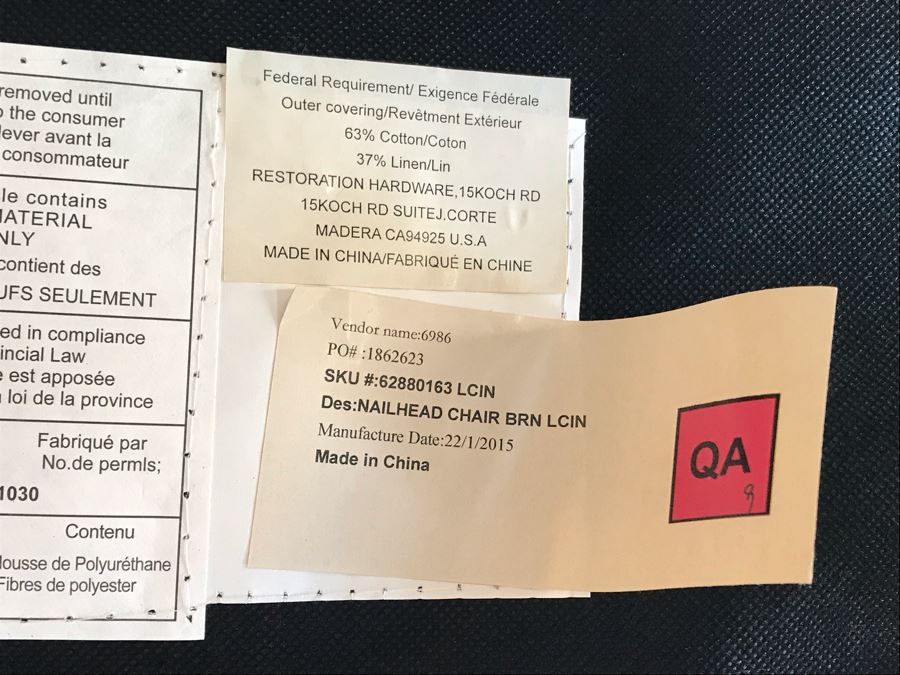 removed until
the consumer
lever avant la
consommateur
le contains
MATERIAL
NLY
contient des
UFS SEULEMENT
ed in compliance
incial Law
e est apposée
loi de la province
Fabriqué par
No.de permls;
1030
Contenu
Mousse de Polyuréthane
Fibres de polyester
Federal Requirement/ Exigence Fédérale
Outer covering/Revêtment Extérieur
63% Cotton/Coton
37% Linen/Lin
RESTORATION HARDWARE,15KOCH RD
15KOCH RD SUITEJ.CORTE
MADERA CA94925 U.S.A
MADE IN CHINA/FABRIQUÉ EN CHINE
Vendor name:6986
PO# :1862623
SKU #:62880163 LCIN
Des:NAILHEAD CHAIR BRN LCIN
Manufacture Date:22/1/2015
Made in China
QA